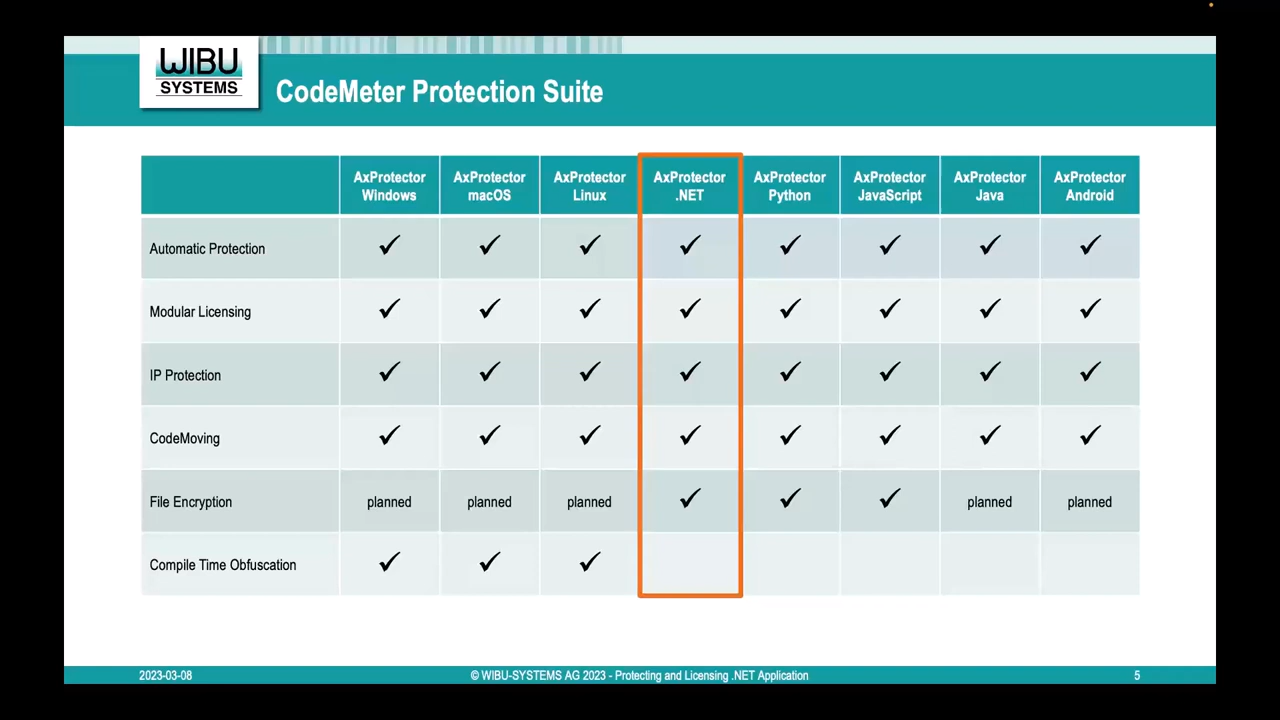 WIBU
SYSTEMS
CodeMeter Protection Suite
AxProtector Windows AxProtector macOS AxProtector Linux AxProtector .NET AxProtector Python AxProtector JavaScript AxProtector Java AxProtector Android
Automatic Protection ✓ ✓ ✓ ✓ ✓ ✓ ✓ ✓
Modular Licensing ✓ ✓ ✓ ✓ ✓ ✓ ✓ ✓
IP Protection ✓ ✓ ✓ ✓ ✓ ✓ ✓ ✓
CodeMoving ✓ ✓ ✓ ✓ ✓ ✓ ✓ ✓
File Encryption planned planned planned ✓ ✓ ✓ planned planned
Compile Time Obfuscation ✓ ✓ ✓
2023-03-08 © WIBU-SYSTEMS AG 2023 - Protecting and Licensing .NET Application 5